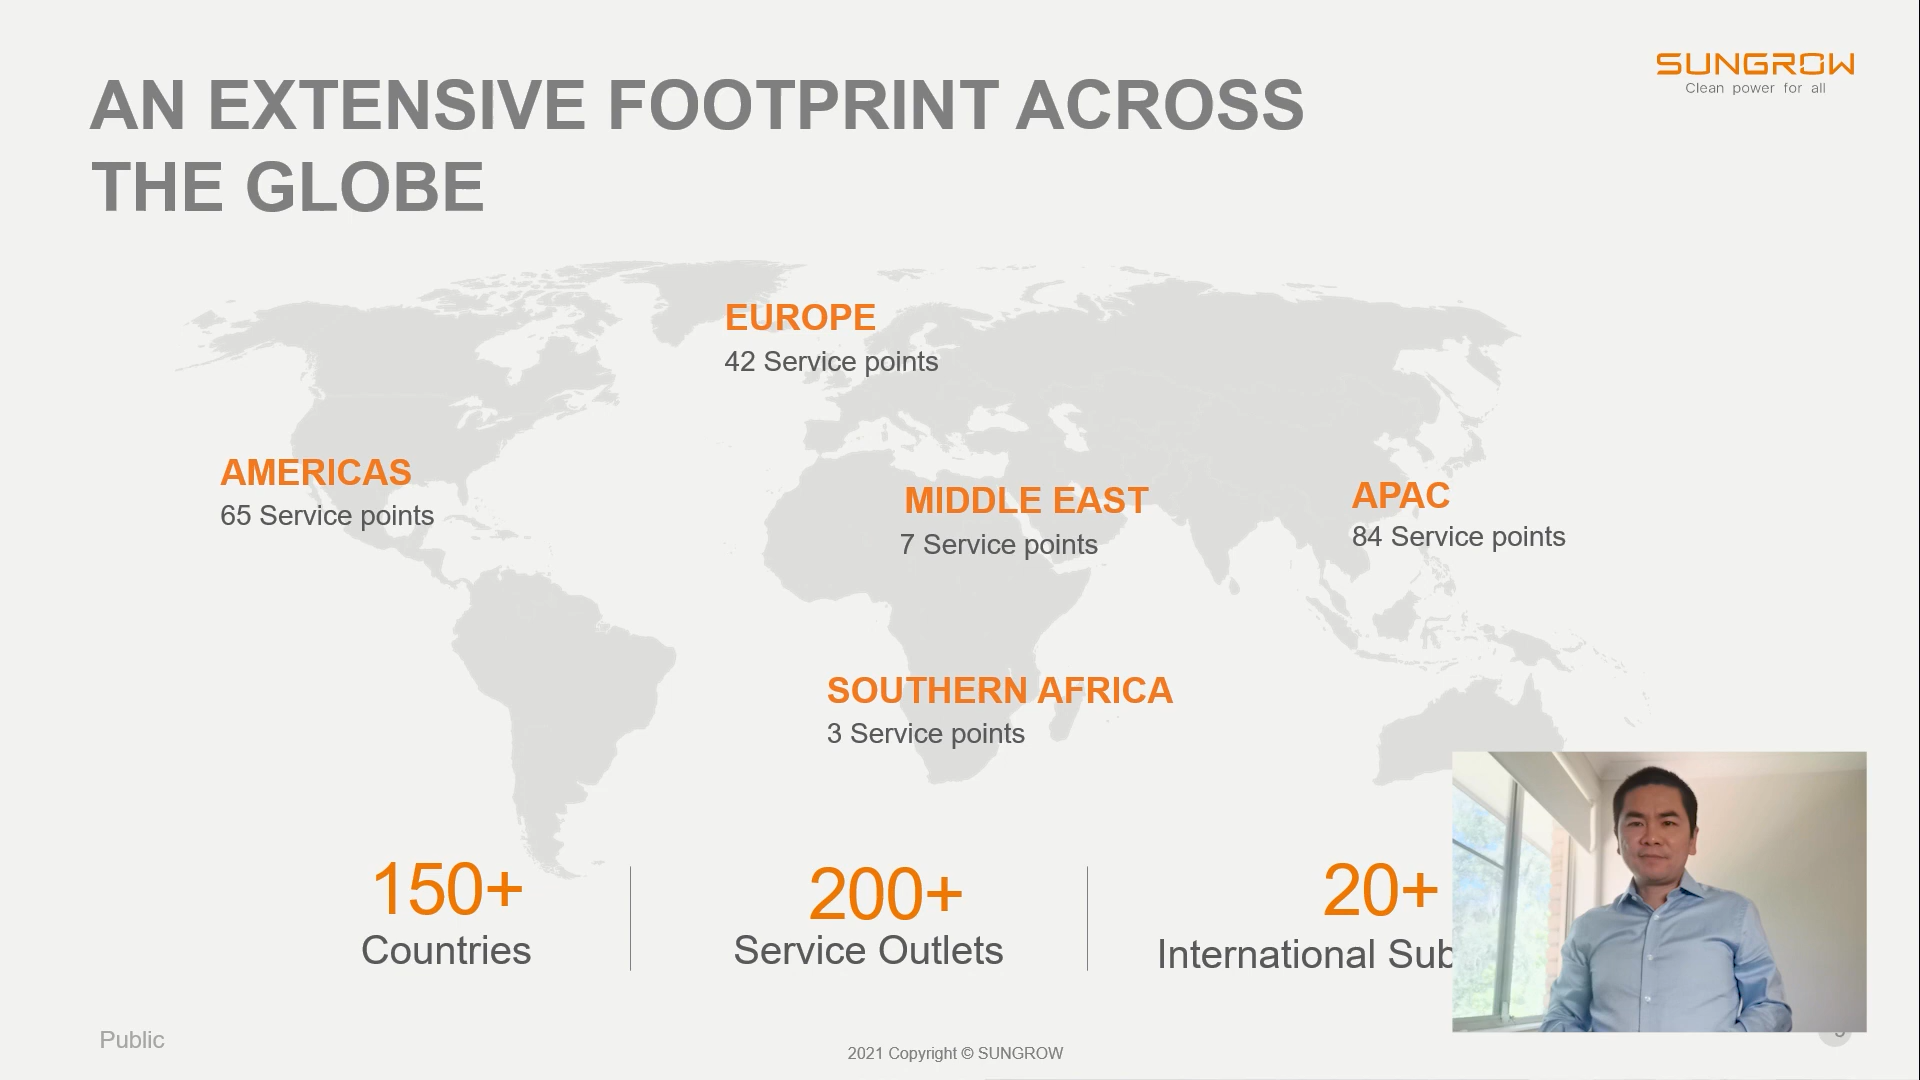 SUNGROW
Clean power for all
AN EXTENSIVE FOOTPRINT ACROSS
THE GLOBE
EUROPE
42 Service points
AMERICAS
65 Service points
MIDDLE EAST
7 Service points
APAC
84 Service points
SOUTHERN AFRICA
3 Service points
150+
Countries
200+
Service Outlets
20+
International Sub
Public
2021 Copyright © SUNGROW